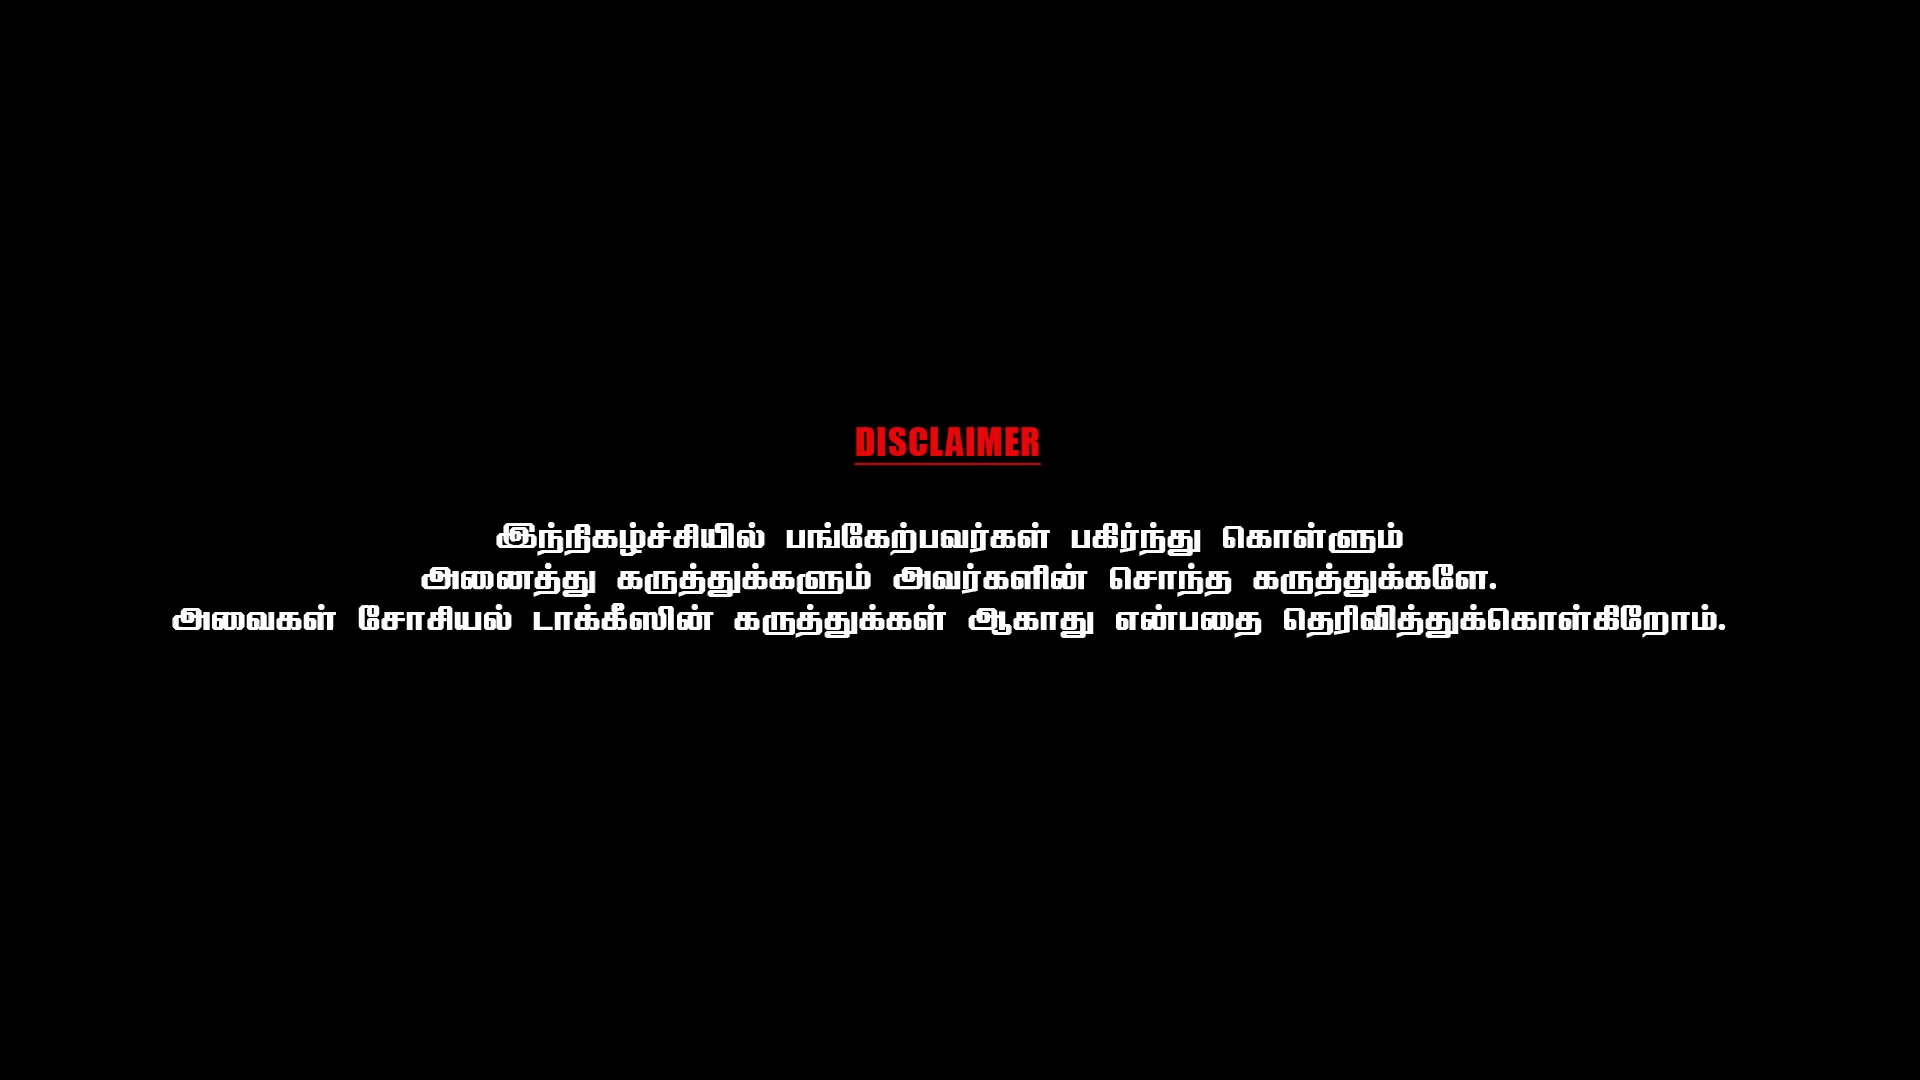 DISCLAIMER
இந்நிகழ்ச்சியில் பங்கேற்பவர்கள் பகிர்ந்து கொள்ளும்
அனைத்து கருத்துக்களும் அவர்களின் சொந்த கருத்துக்களே.
அவைகள் சோசியல் டாக்கீஸின் கருத்துக்கள் ஆகாது என்பதை தெரிவித்துக்கொள்கிறோம்.